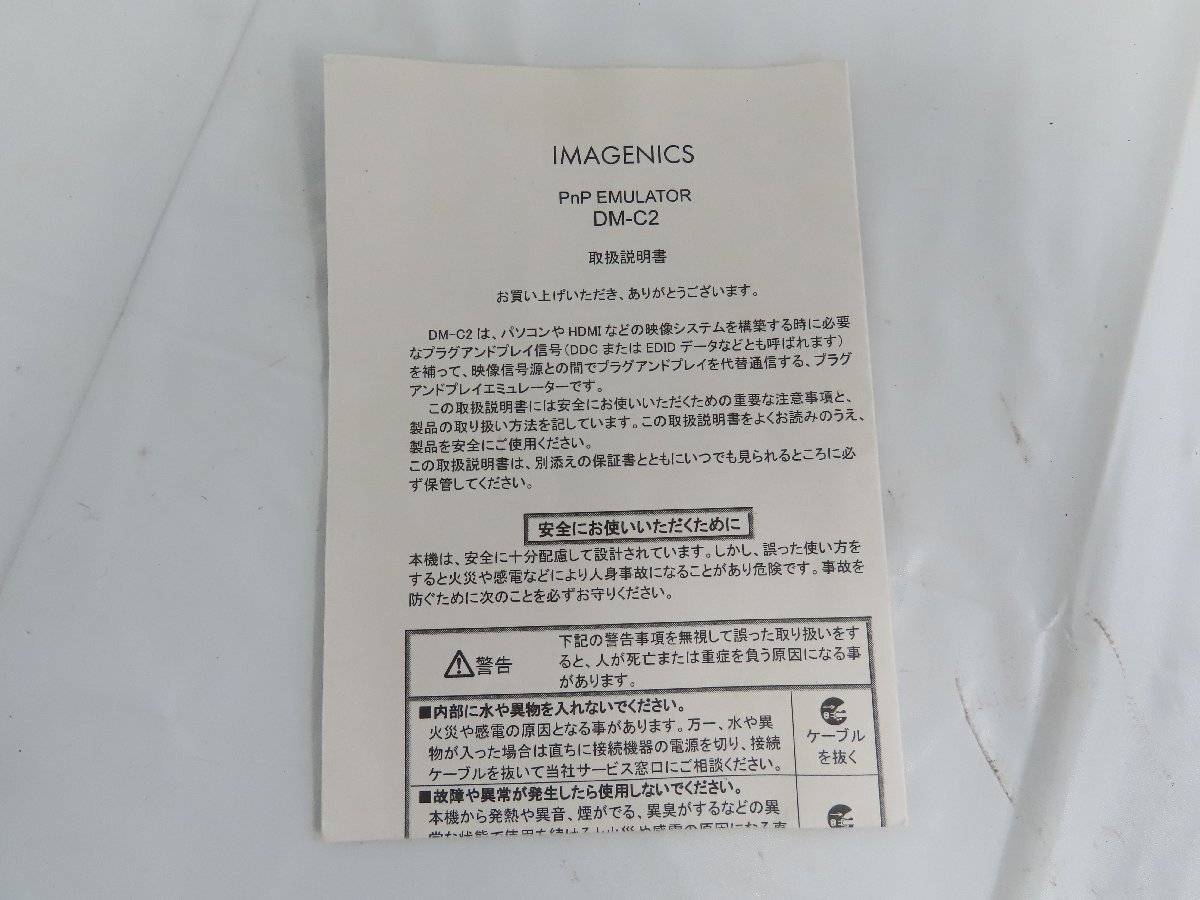 IMAGENICS
PnP EMULATOR
DM-C2
取扱説明書
お買い上げいただき、ありがとうございます。
DM-C2 は、パソコンや HDMI などの映像システムを構築する時に必要
なプラグアンドプレイ信号(DDC または EDID データなどとも呼ばれます)
を補って、映像信号源との間でプラグアンドプレイを代替通信する、プラグ
アンドプレイエミュレーターです。
この取扱説明書には安全にお使いいただくための重要な注意事項と、
製品の取り扱い方法を記しています。この取扱説明書をよくお読みのうえ、
製品を安全にご使用ください。
この取扱説明書は、別添えの保証書とともにいつでも見られるところに必
ず保管してください。
安全にお使いいただくために
本機は、安全に十分配慮して設計されています。しかし、誤った使い方を
すると火災や感電などにより人身事故になることがあり危険です。事故を
防ぐために次のことを必ずお守りください。
警告
下記の警告事項を無視して誤った取り扱いをす
ると、人が死亡または重症を負う原因になる事
があります。
■内部に水や異物を入れないでください。
火災や感電の原因となる事があります。万一、水や異
物が入った場合は直ちに接続機器の電源を切り、接続
ケーブルを抜いて当社サービス窓口にご相談ください。
ケーブル
を抜く
■故障や異常が発生したら使用しないでください。
本機から発熱や異音、煙がでる、異臭がするなどの異
常な状態で使用を続けると火災や感電の原因になる事